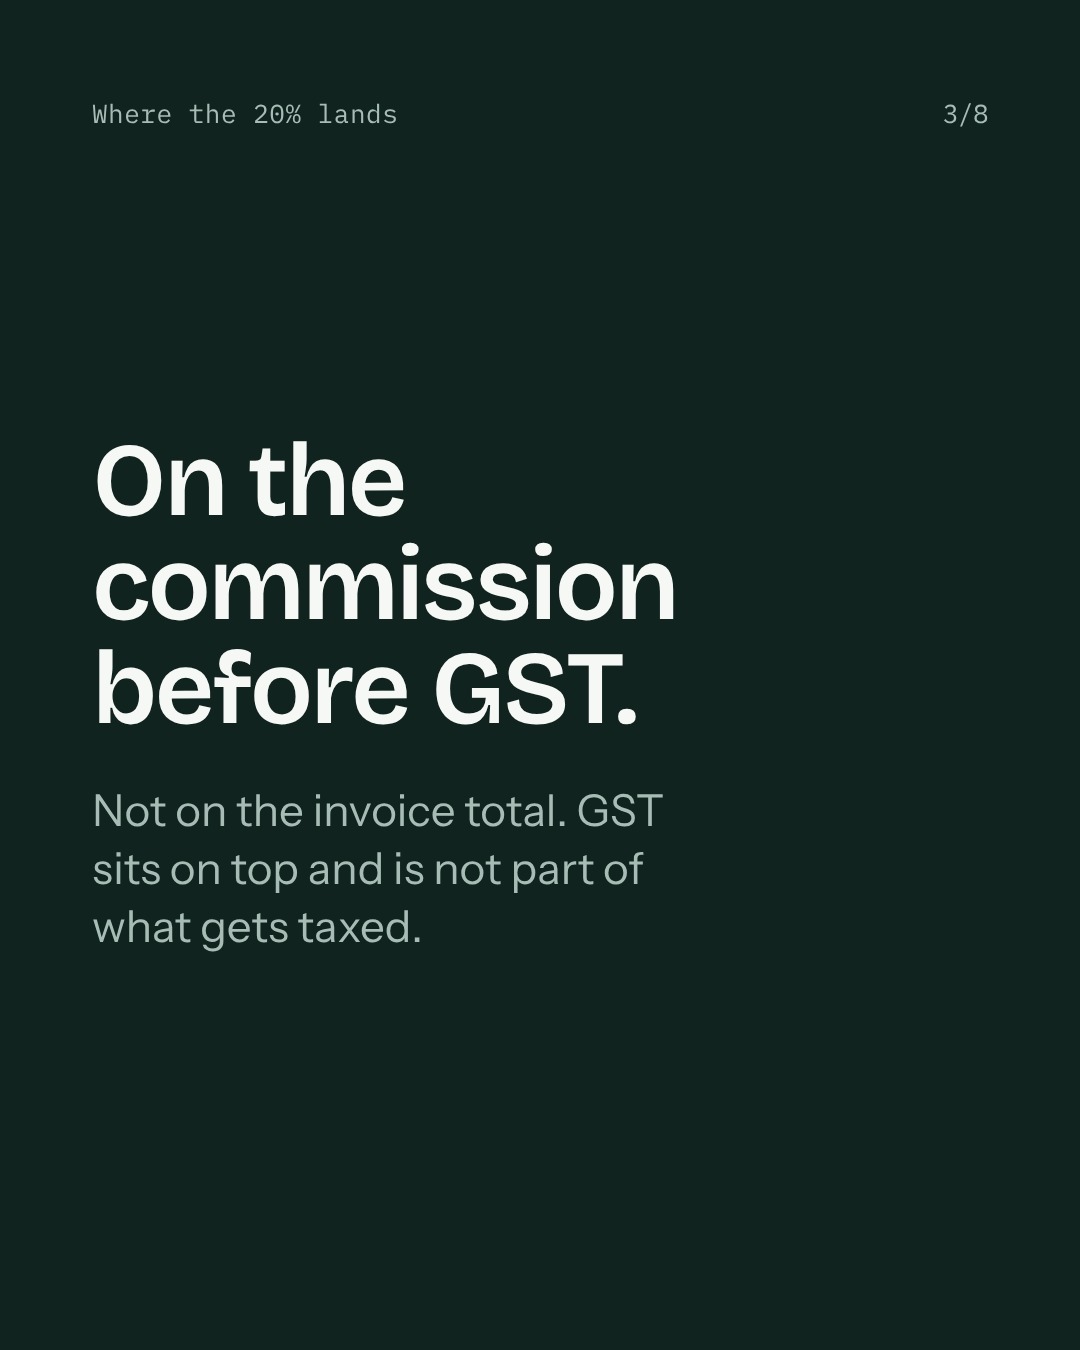 Where the 20% lands
3/8
On the
commission
before GST.
Not on the invoice total. GST
sits on top and is not part of
what gets taxed.